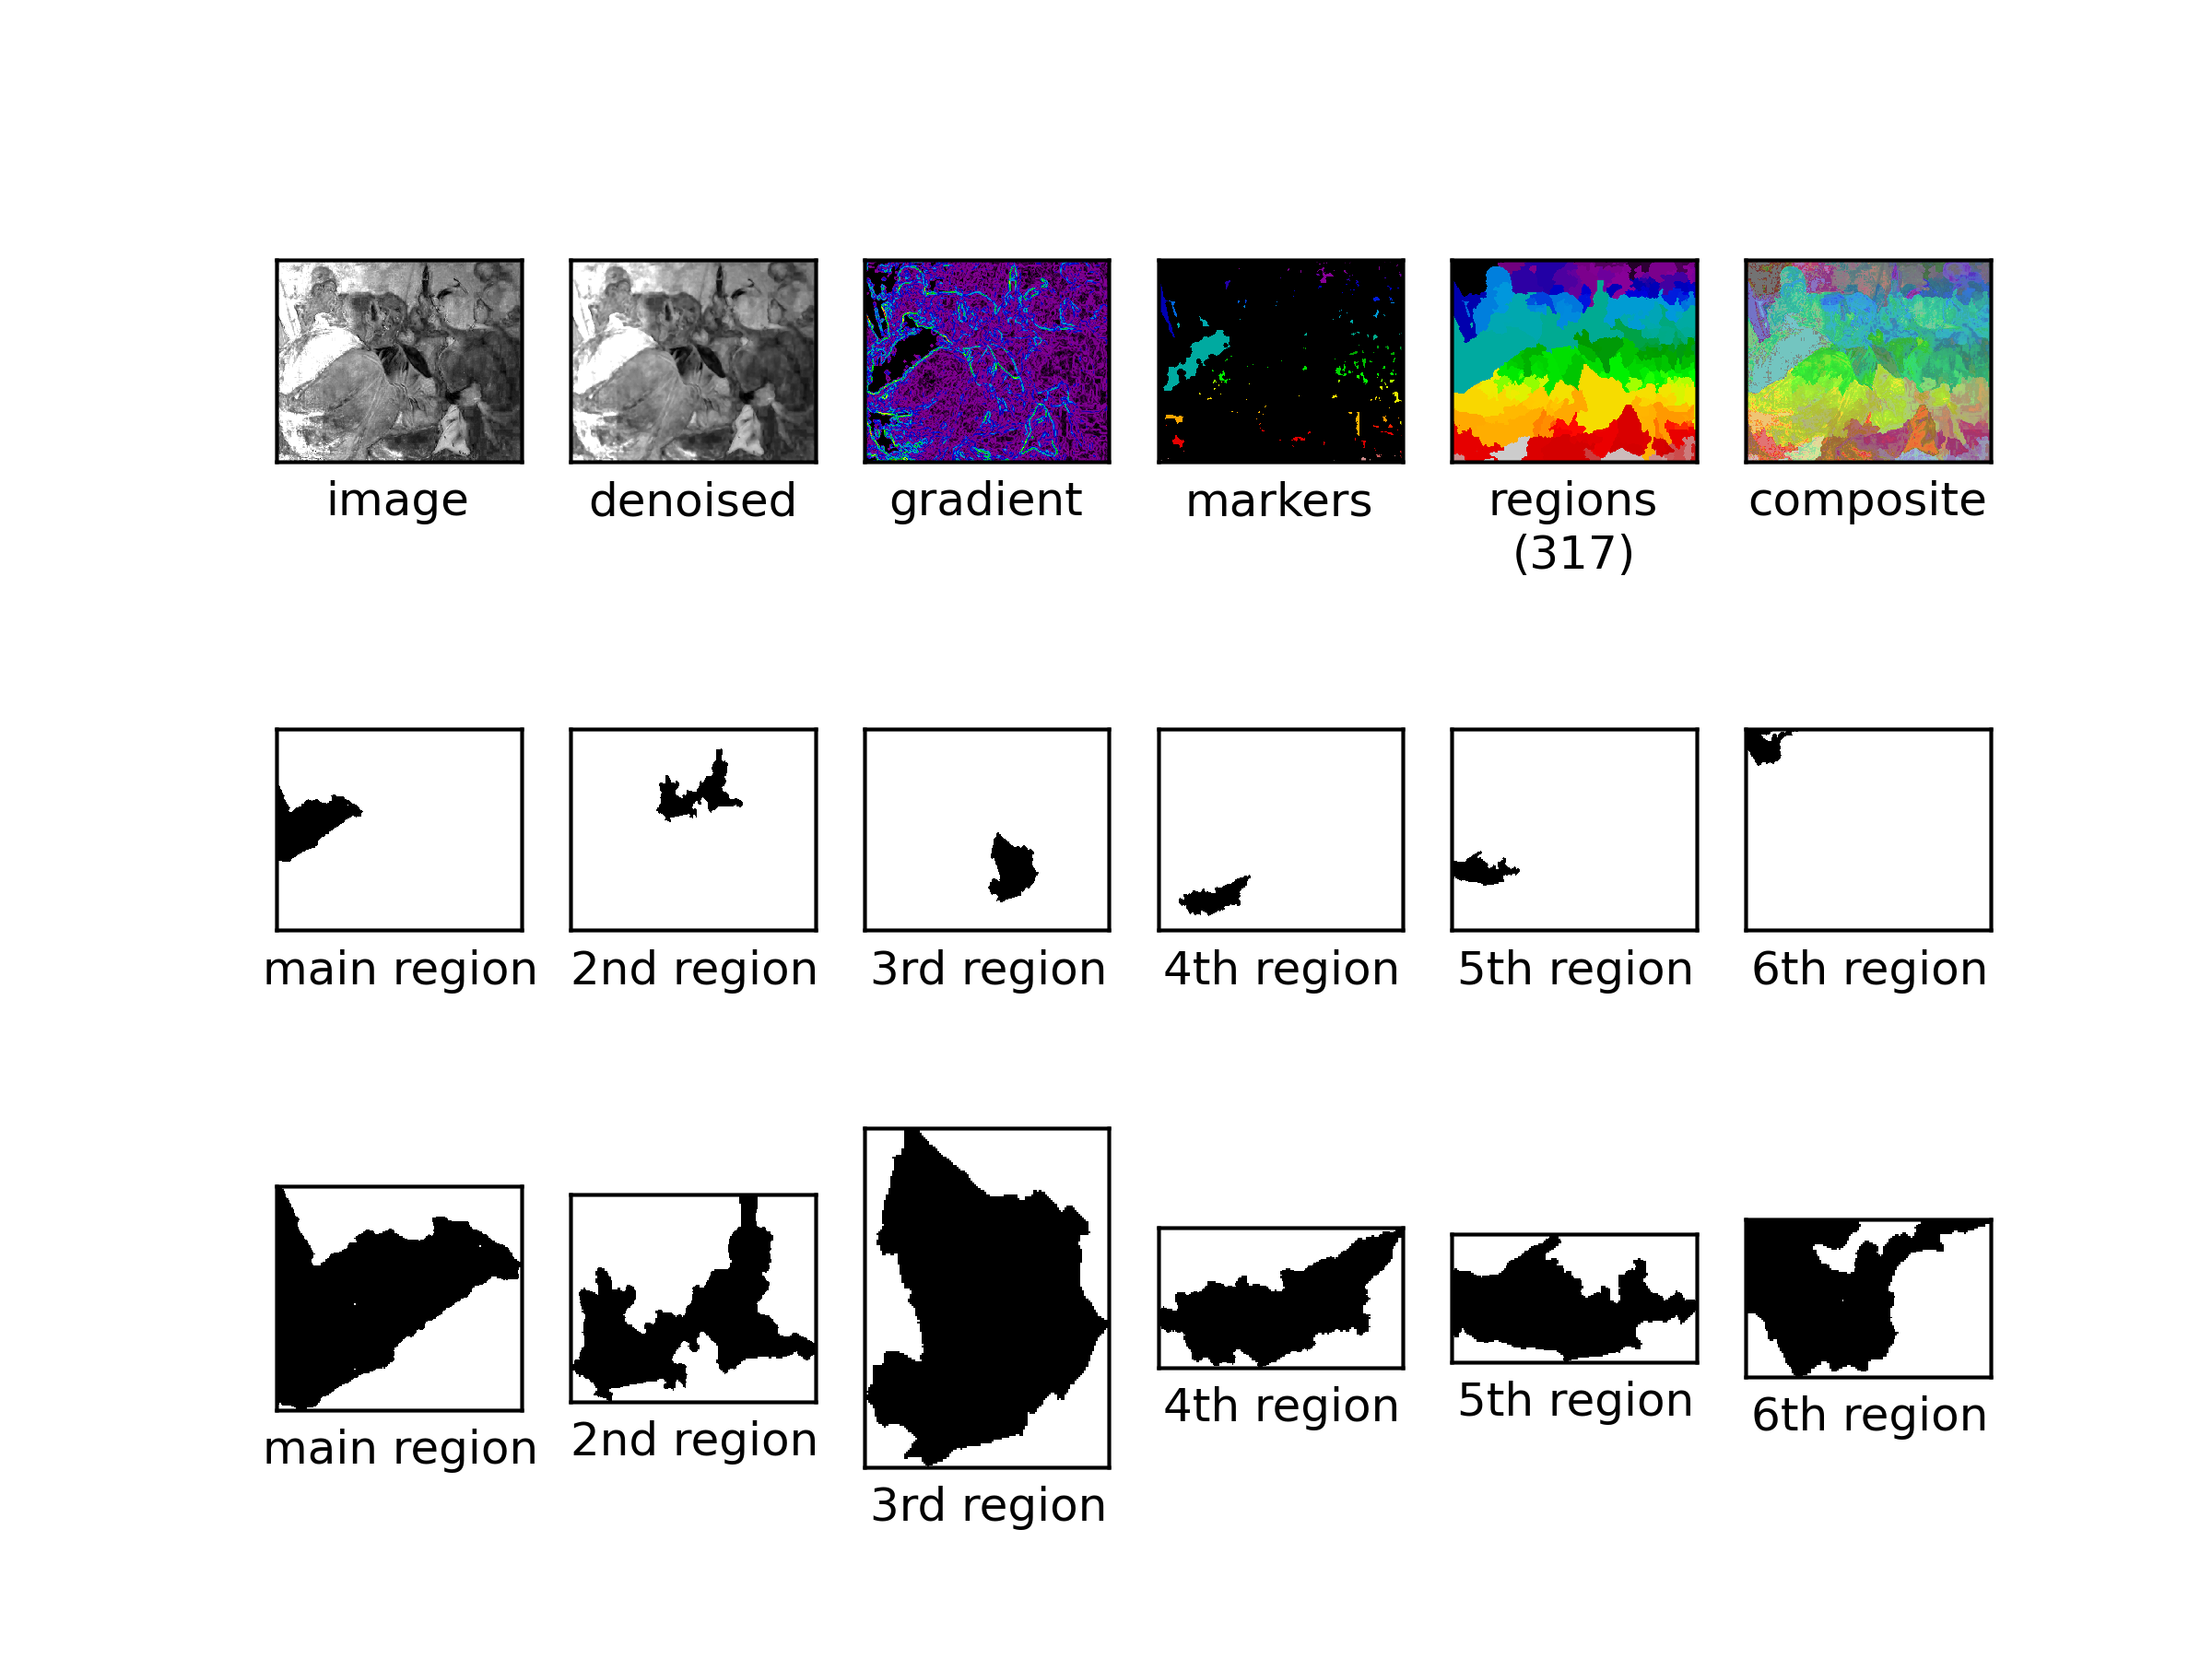 image
denoised
gradient
markers
regions
(317)
composite
main region
2nd region
3rd region
4th region
5th region
6th region
main region
2nd region
3rd region
4th region
5th region
6th region